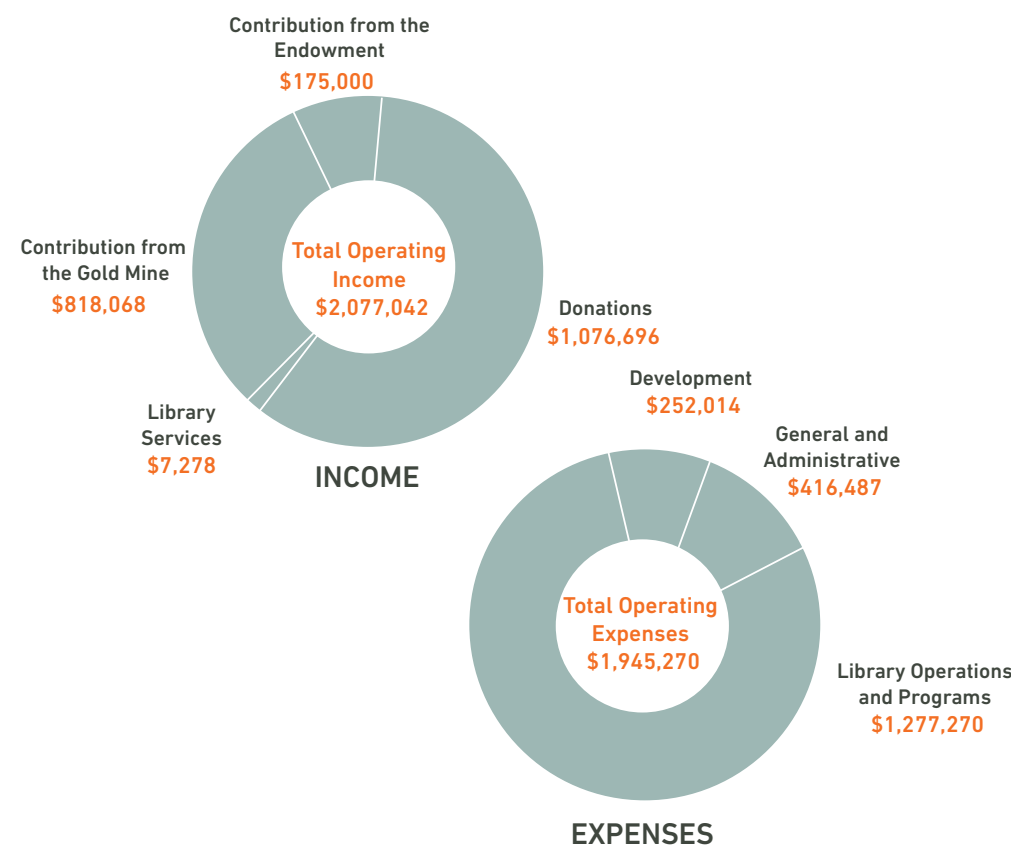 Contribution from the
Endowment
$175,000
Contribution from
the Gold Mine
$818,068
Total Operating
Income
$2,077,042
Donations
$1,076,696
Library
Services
$7,278
INCOME
Development
$252,014
General and
Administrative
$416,487
Total Operating
Expenses
$1,945,270
Library Operations
and Programs
$1,277,270
EXPENSES